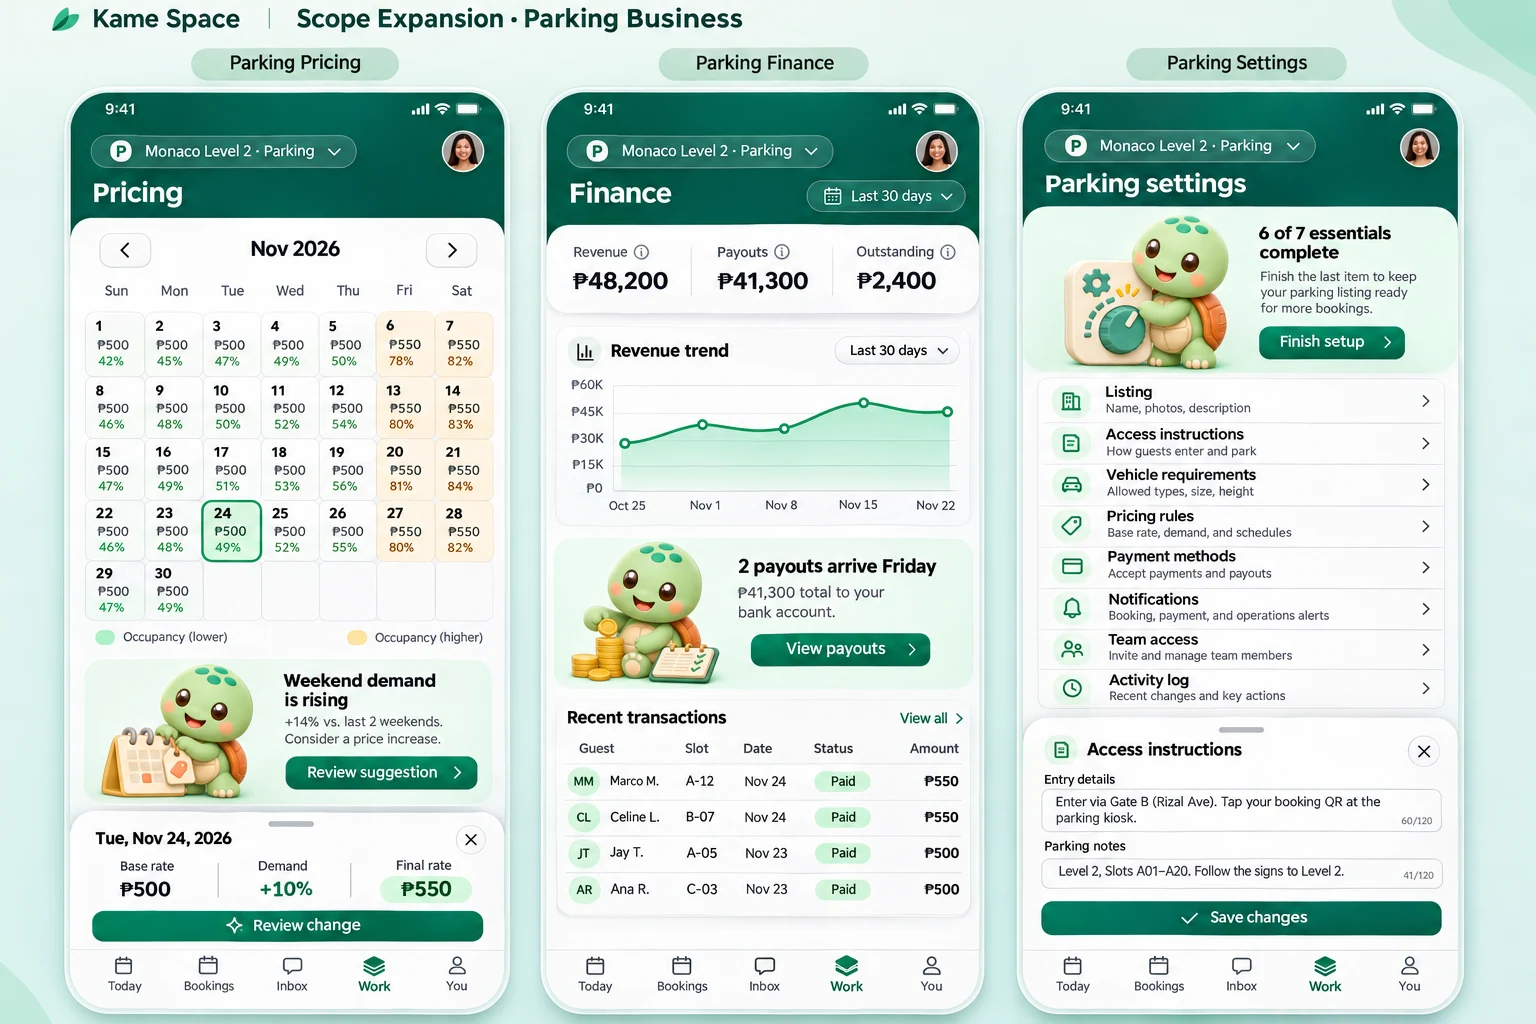 Kame Space | Scope Expansion · Parking Business
Parking Pricing
9:41
P Monaco Level 2 · Parking
Pricing
Nov 2026
Sun Mon Tue Wed Thu Fri Sat
1 2 3 4 5 6 7
₱500 ₱500 ₱500 ₱500 ₱500 ₱550 ₱550
42% 45% 47% 49% 50% 78% 82%
8 9 10 11 12 13 14
₱500 ₱500 ₱500 ₱500 ₱500 ₱550 ₱550
46% 48% 50% 52% 54% 80% 83%
15 16 17 18 19 20 21
₱500 ₱500 ₱500 ₱500 ₱500 ₱550 ₱550
47% 49% 51% 53% 56% 81% 84%
22 23 24 25 26 27 28
₱500 ₱500 ₱500 ₱500 ₱500 ₱550 ₱550
46% 48% 49% 52% 55% 80% 82%
29 30
₱500 ₱500
47% 49%
Occupancy (lower) Occupancy (higher)
Weekend demand
is rising
+14% vs. last 2 weekends.
Consider a price increase.
Review suggestion
Tue, Nov 24, 2026
Base rate Demand Final rate
₱500 +10% ₱550
Review change
Today Bookings Inbox Work You
Parking Finance
9:41
P Monaco Level 2 · Parking
Finance
Last 30 days
Revenue Payouts Outstanding
₱48,200 ₱41,300 ₱2,400
Revenue trend
Last 30 days
₱60K
₱45K
₱30K
₱15K
₱0
Oct 25 Nov 1 Nov 8 Nov 15 Nov 22
2 payouts arrive Friday
₱41,300 total to your
bank account.
View payouts
Recent transactions View all
Guest Slot Date Status Amount
MM Marco M. A-12 Nov 24 Paid ₱550
CL Celine L. B-07 Nov 24 Paid ₱550
JT Jay T. A-05 Nov 23 Paid ₱500
AR Ana R. C-03 Nov 23 Paid ₱500
Today Bookings Inbox Work You
Parking Settings
9:41
P Monaco Level 2 · Parking
Parking settings
6 of 7 essentials
complete
Finish the last item to keep
your parking listing ready
for more bookings.
Finish setup
Listing
Name, photos, description
Access instructions
How guests enter and park
Vehicle requirements
Allowed types, size, height
Pricing rules
Base rate, demand, and schedules
Payment methods
Accept payments and payouts
Notifications
Booking, payment, and operations alerts
Team access
Invite and manage team members
Activity log
Recent changes and key actions
Access instructions
Entry details
Enter via Gate B (Rizal Ave). Tap your booking QR at the
parking kiosk.
60/120
Parking notes
Level 2, Slots A01–A20. Follow the signs to Level 2.
41/120
Save changes
Today Bookings Inbox Work You